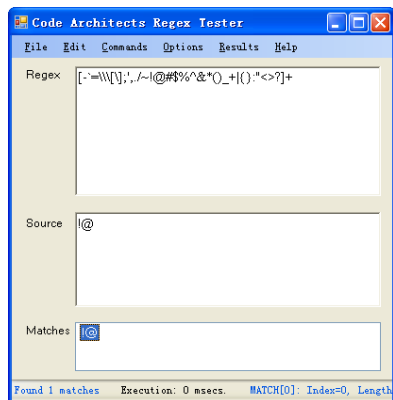 Code Architects Regex Tester
File Edit Commands Options Results Help
Regex
[-`=\\\[\];',./~!@#$%^&*()_+|{}:"<>?]+
Source
!@
Matches
!@
Found 1 matches Execution: 0 msecs. MATCH[0]: Index=0, Length